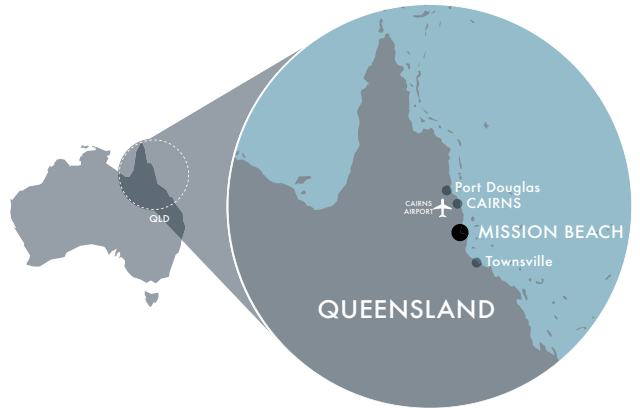 Port Douglas
CAIRNS
AIRPORT
CAIRNS
MISSION BEACH
QLD
Townsville
QUEENSLAND